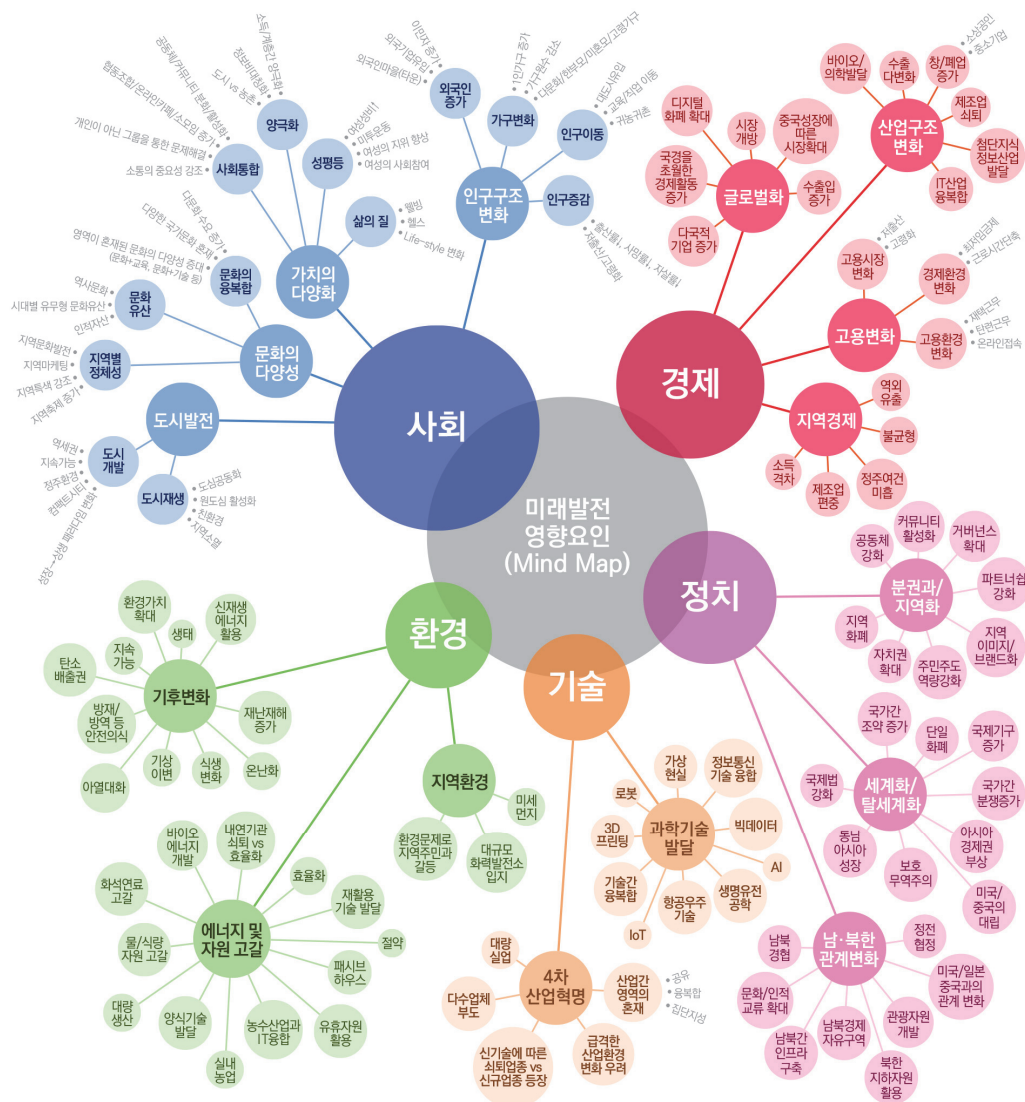 미래발전
영향요인
(Mind Map)
사회
가치의
다양화
사회통합
공동체/커뮤니티 분화/활성화
협동조합/온라인카페/소모임 증가
개인이 아닌 그룹을 통한 문제해결
소통의 중요성 강조
양극화
소득/계층간 양극화
정보비대칭화
도시 vs 농촌
성평등
여성상위!!
미투운동
여성의 지위 향상
여성의 사회참여
삶의 질
웰빙
헬스
Life-style 변화
인구구조
변화
외국인
증가
이민자 증가
외국기업유입
외국인마을(타운)
가구변화
1인가구 증가
가구원수 감소
다문화/한부모/미혼모/고령가구
인구이동
대도시유입
교육/직업 이동
귀농귀촌
인구증감
출산률↓, 사망률↓, 자살률↓
저출산/고령화
문화의
다양성
문화의
융복합
다문화 수요 증가
다양한 국가문화 혼재
영역이 혼재된 문화의 다양성 증대
(문화+교육, 문화+기술 등)
문화
유산
역사문화
시대별 유무형 문화유산
인적자산
지역별
정체성
지역문화발전
지역마케팅
지역특색 강조
지역축제 증가
도시발전
도시
개발
역세권
지속가능
정주환경
컴팩트시티
성장→상생 패러다임 변화
도시재생
도심공동화
원도심 활성화
친환경
지역소멸
경제
글로벌화
디지털
화폐 확대
시장
개방
중국성장에
따른
시장확대
국경을
초월한
경제활동
증가
수출입
증가
다국적
기업 증가
산업구조
변화
바이오/
의학발달
수출
다변화
창/폐업
증가
소상공인
중소기업
제조업
쇠퇴
첨단지식
정보산업
발달
IT산업
융복합
고용변화
고용시장
변화
저출산
고령화
경제환경
변화
최저임금제
근로시간단축
고용환경
변화
재택근무
탄련근무
온라인접속
지역경제
역외
유출
불균형
정주여건
미흡
제조업
편중
소득
격차
정치
분권과/
지역화
공동체
강화
커뮤니티
활성화
거버넌스
확대
파트너쉽
강화
지역
이미지/
브랜드화
주민주도
역량강화
자치권
확대
지역
화폐
세계화/
탈세계화
국가간
조약 증가
단일
화폐
국제기구
증가
국가간
분쟁증가
아시아
경제권
부상
미국/
중국의
대립
보호
무역주의
동남
아시아
성장
국제법
강화
남·북한
관계변화
남북
경협
정전
협정
미국/일본
중국과의
관계 변화
관광자원
개발
북한
지하자원
활용
남북경제
자유구역
남북간
인프라
구축
문화/인적
교류 확대
기술
과학기술
발달
로봇
가상
현실
정보통신
기술 융합
빅데이터
AI
생명유전
공학
항공우주
기술
IoT
기술간
융복합
3D
프린팅
4차
산업혁명
대량
실업
다수업체
부도
신기술에 따른
쇠퇴업종 vs
신규업종 등장
급격한
산업환경
변화 우려
산업간
영역의
혼재
공유
융복합
집단지성
환경
기후변화
환경가치
확대
생태
신재생
에너지
활용
지속
가능
탄소
배출권
방재/
방역 등
안전의식
아열대화
기상
이변
식생
변화
온난화
재난재해
증가
지역환경
미세
먼지
대규모
화력발전소
입지
환경문제로
지역주민과
갈등
에너지 및
자원 고갈
바이오
에너지
개발
내연기관
쇠퇴 vs
효율화
효율화
재활용
기술 발달
절약
패시브
하우스
유휴자원
활용
농수산업과
IT융합
실내
농업
양식기술
발달
대량
생산
물/식량
자원 고갈
화석연료
고갈